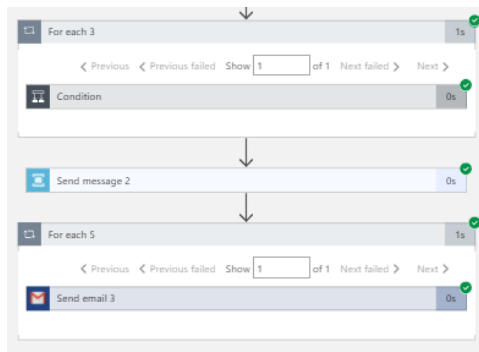 For each 3 1s
Previous Previous failed Show 1 of 1 Next failed Next
Condition 0s
Send message 2 0s
For each 5 1s
Previous Previous failed Show 1 of 1 Next failed Next
Send email 3 0s